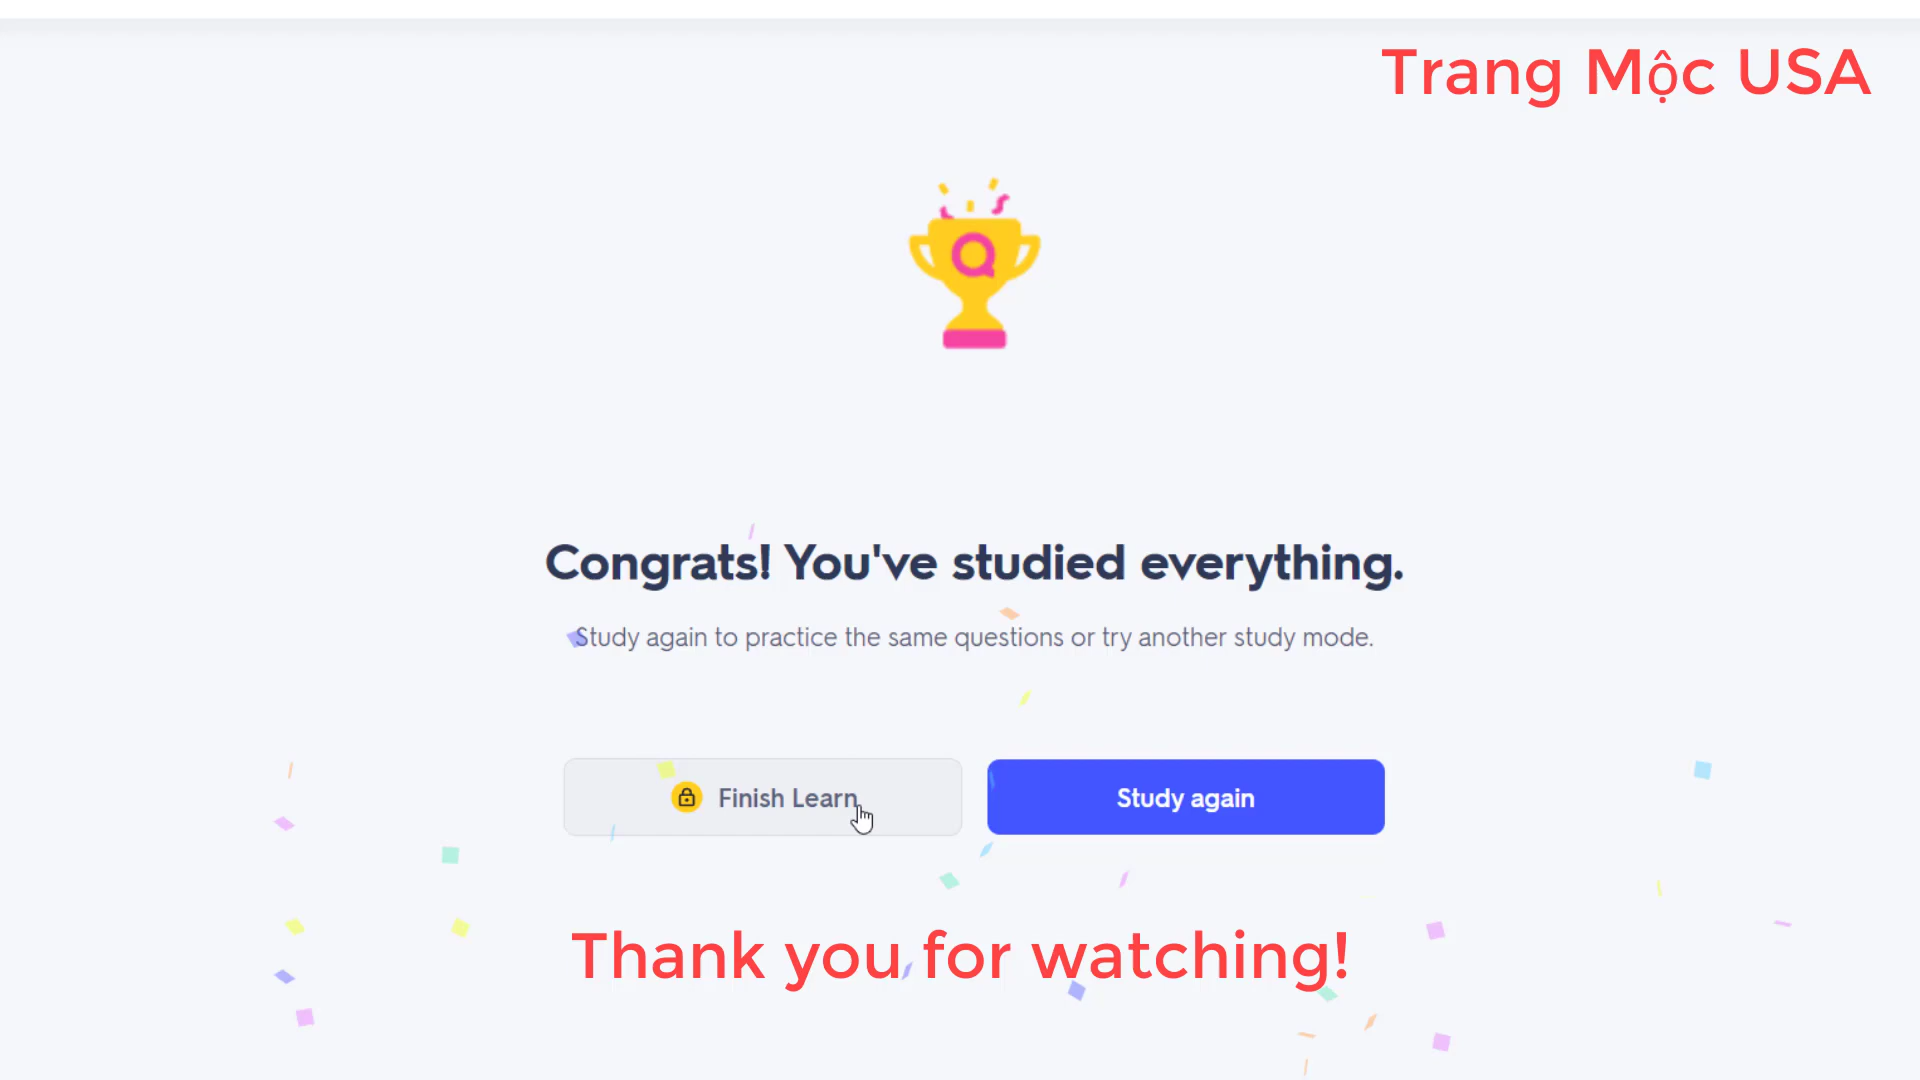 Trang Mộc USA
Congrats! You've studied everything.
Study again to practice the same questions or try another study mode.
Finish Learn
Study again
Thank you for watching!